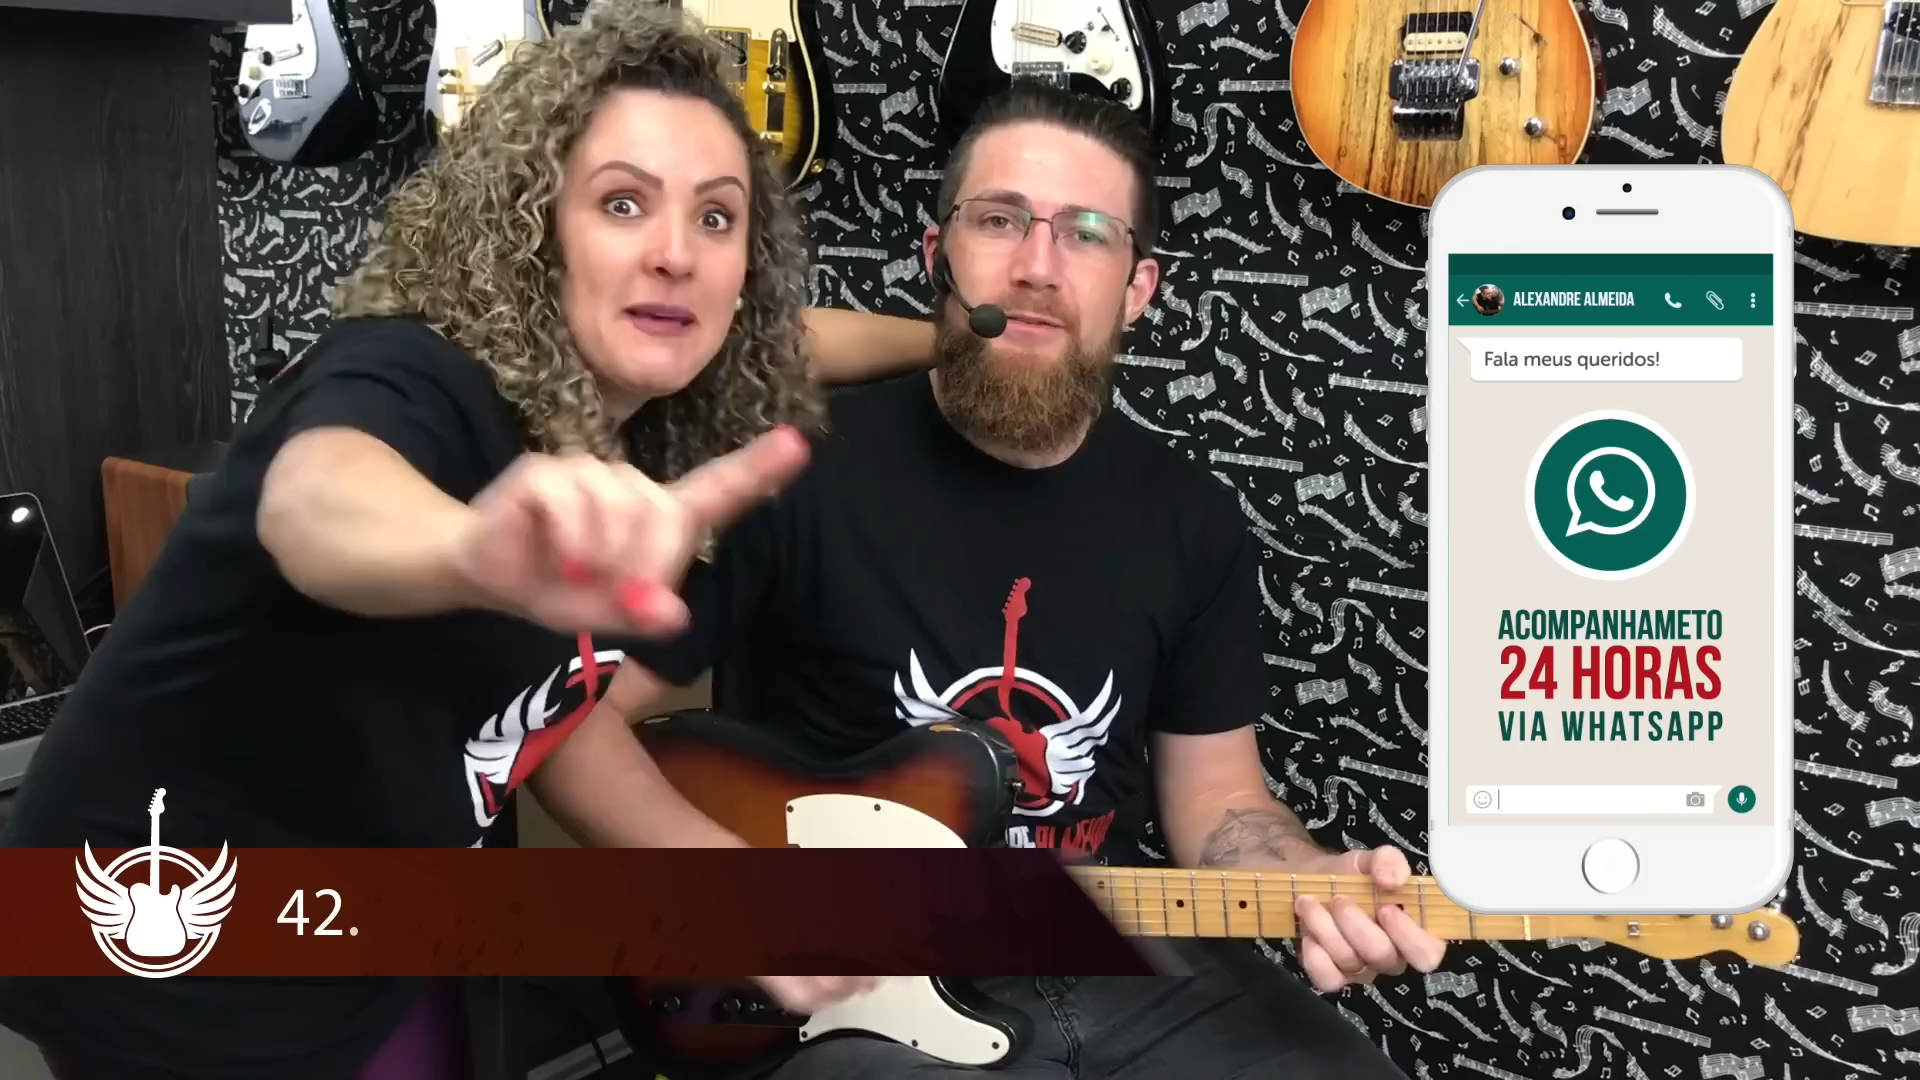 ALEXANDRE ALMEIDA
Fala meus queridos!
ACOMPANHAMETO
24 HORAS
VIA WHATSAPP
42.